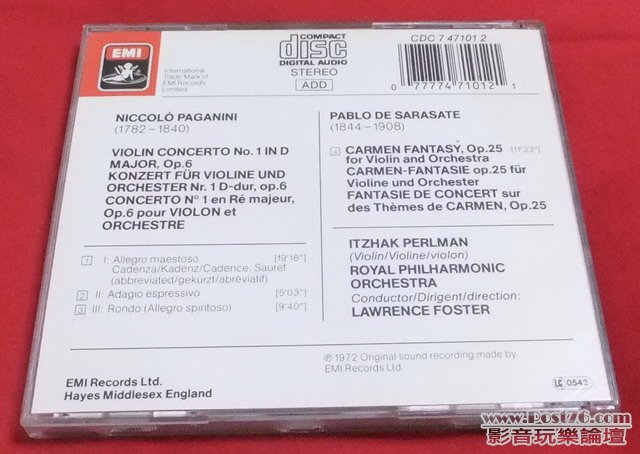 EMI
International
Trade Mark of
EMI Records
Limited
COMPACT
disc
DIGITAL AUDIO
STEREO
ADD
CDC 7 47101 2
0 77774 71012 1
NICCOLÒ PAGANINI
(1782–1840)
VIOLIN CONCERTO No. 1 IN D
MAJOR, Op.6
KONZERT FÜR VIOLINE UND
ORCHESTER Nr. 1 D-dur, op.6
CONCERTO N° 1 en Ré majeur,
Op.6 pour VIOLON et
ORCHESTRE
1 I: Allegro maestoso [19'18"]
Cadenza/Kadenz/Cadence: Sauret
(abbreviated/gekürzt/abréviatif)
2 II: Adagio espressivo [5'03"]
3 III: Rondo (Allegro spiritoso) [9'40"]
PABLO DE SARASATE
(1844–1908)
4 CARMEN FANTASY, Op.25 [11'33"]
for Violin and Orchestra
CARMEN-FANTASIE op.25 für
Violine und Orchester
FANTASIE DE CONCERT sur
des Thèmes de CARMEN, Op.25
ITZHAK PERLMAN
(Violin/Violine/violon)
ROYAL PHILHARMONIC
ORCHESTRA
Conductor/Dirigent/direction:
LAWRENCE FOSTER
℗ 1972 Original sound recording made by
EMI Records Ltd.
EMI Records Ltd.
Hayes Middlesex England
LC 0542
www.Post76.com
影音玩樂論壇